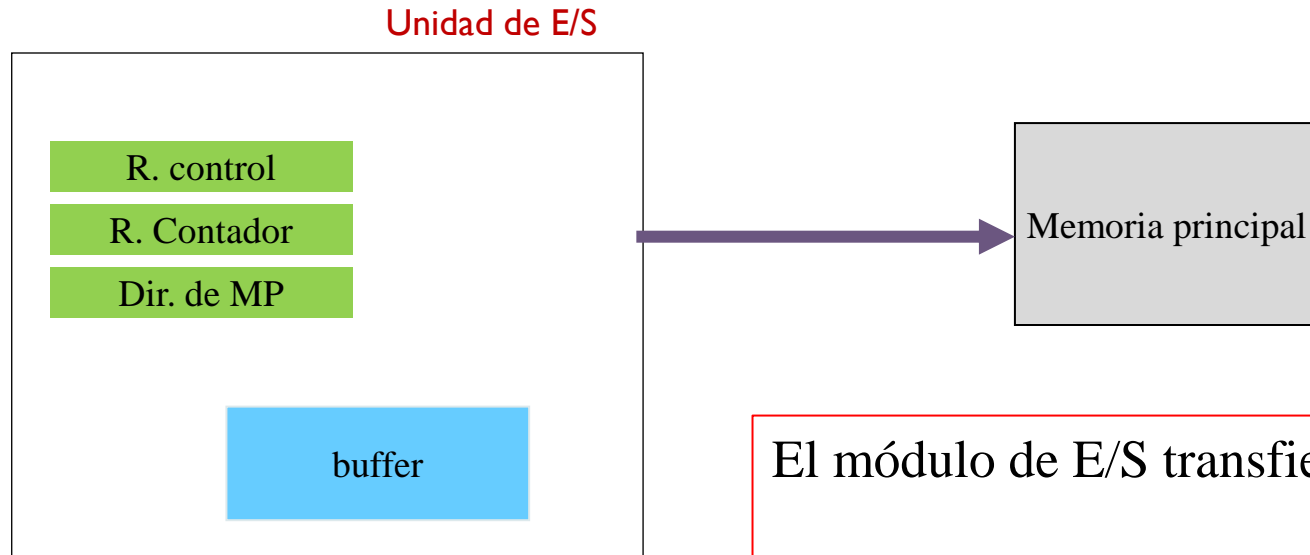 Unidad de E/S
R. control
R. Contador
Dir. de MP
buffer
Memoria principal
El módulo de E/S